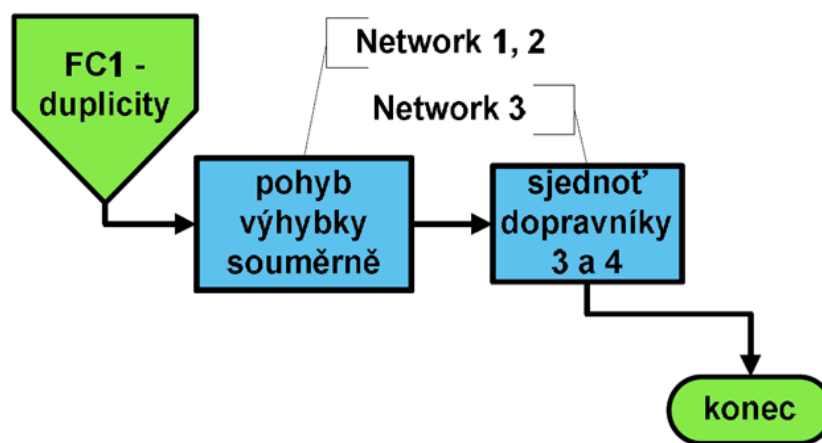 FC1 -
duplicity
Network 1, 2
Network 3
pohyb
výhybky
souměrně
sjednoť
dopravníky
3 a 4
konec